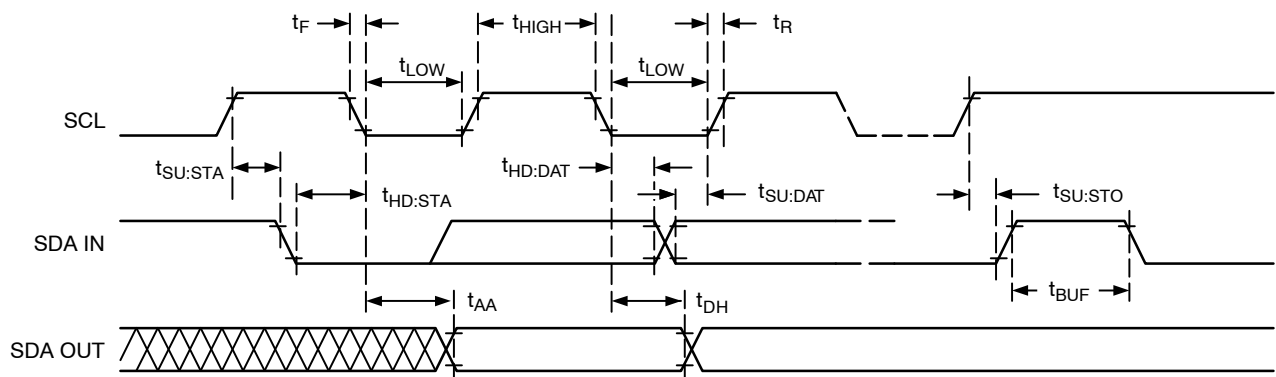 tF
tHIGH
tR
tLOW
tLOW
SCL
tSU:STA
tHD:STA
tHD:DAT
tSU:DAT
tSU:STO
SDA IN
tBUF
tAA
tDH
SDA OUT